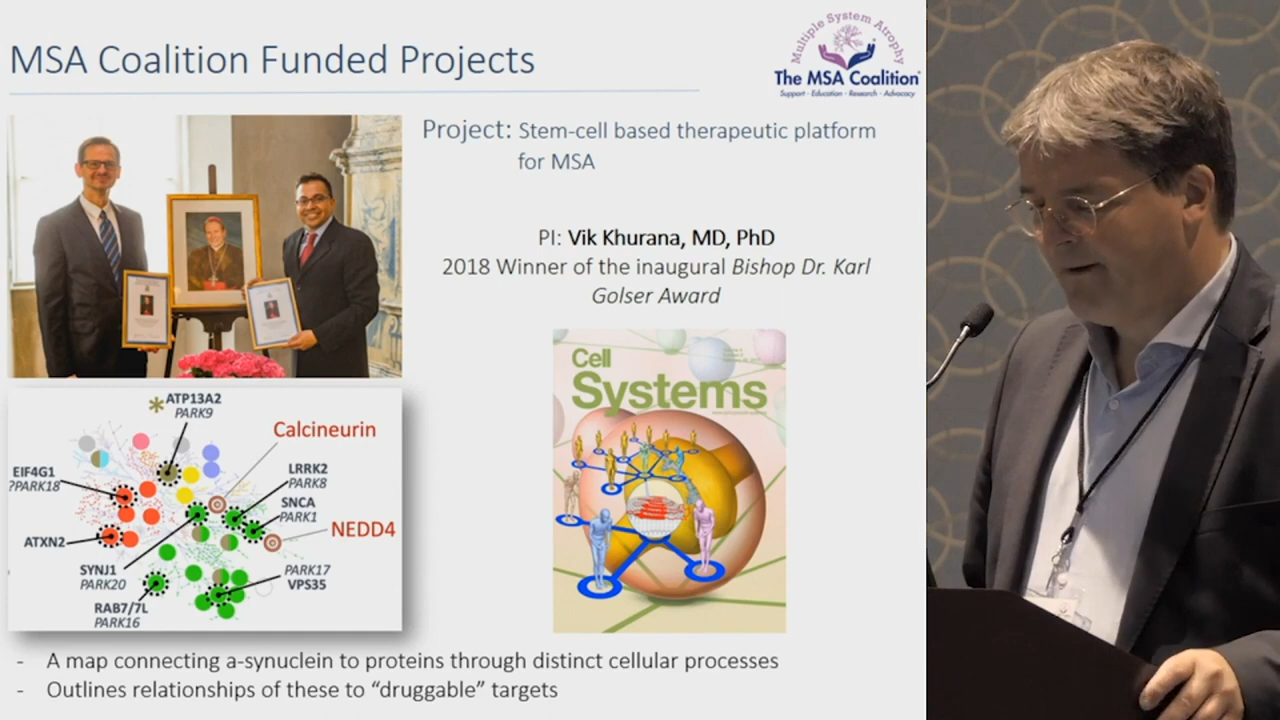 MSA Coalition Funded Projects
Multiple System Atrophy
The MSA Coalition
Support · Education · Research · Advocacy
Project: Stem-cell based therapeutic platform
for MSA
PI: Vik Khurana, MD, PhD
2018 Winner of the inaugural Bishop Dr. Karl
Golser Award
Cell
Systems
ATP13A2
PARK9
Calcineurin
EIF4G1
?PARK18
LRRK2
PARK8
SNCA
PARK1
NEDD4
ATXN2
SYNJ1
PARK20
PARK17
VPS35
RAB7/7L
PARK16
- A map connecting a-synuclein to proteins through distinct cellular processes
- Outlines relationships of these to “druggable” targets